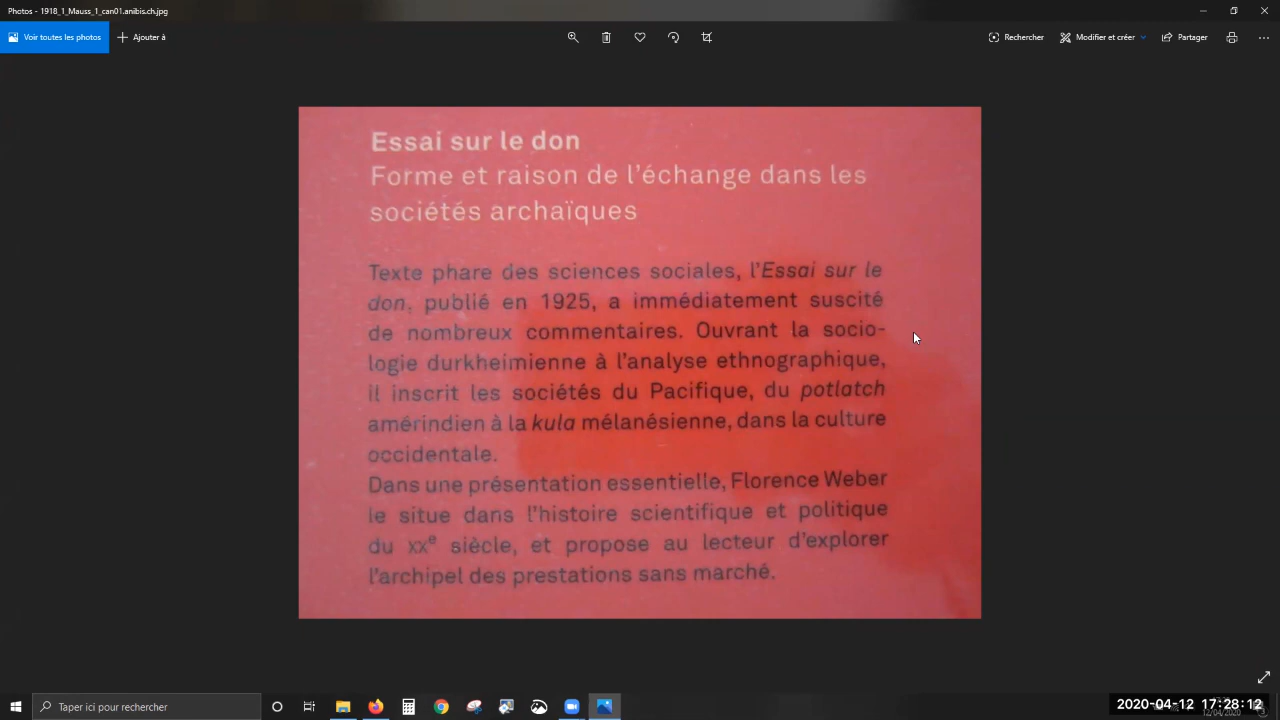 Photos - 1918_1_Mauss_1_can01.anibis.ch.jpg
Voir toutes les photos
Ajouter à
Rechercher
Modifier et créer
Partager
Essai sur le don
Forme et raison de l'échange dans les
sociétés archaïques
Texte phare des sciences sociales, l'Essai sur le
don, publié en 1925, a immédiatement suscité
de nombreux commentaires. Ouvrant la socio-
logie durkheimienne à l'analyse ethnographique,
il inscrit les sociétés du Pacifique, du potlatch
amérindien à la kula mélanésienne, dans la culture
occidentale.
Dans une présentation essentielle, Florence Weber
le situe dans l'histoire scientifique et politique
du XXe siècle, et propose au lecteur d'explorer
l'archipel des prestations sans marché.
Taper ici pour rechercher
2020-04-12 17:28:12
12/04/2020